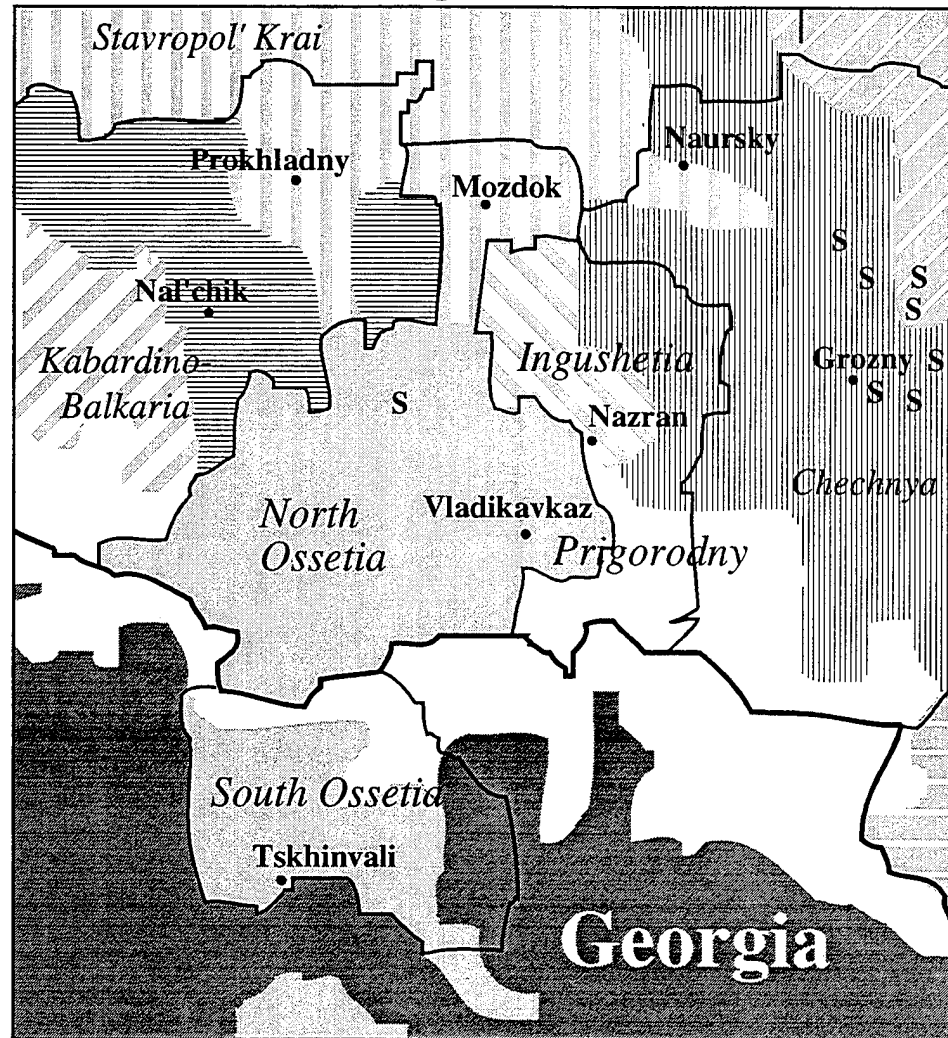 Stavropol' Krai
Prokhladny
Naursky
Mozdok
S
S
S
S
Nal'chik
Kabardino-
Balkaria
Ingushetia
Grozny
S
S
S
S
Nazran
Chechnya
North
Ossetia
Vladikavkaz
Prigorodny
South Ossetia
Tskhinvali
Georgia